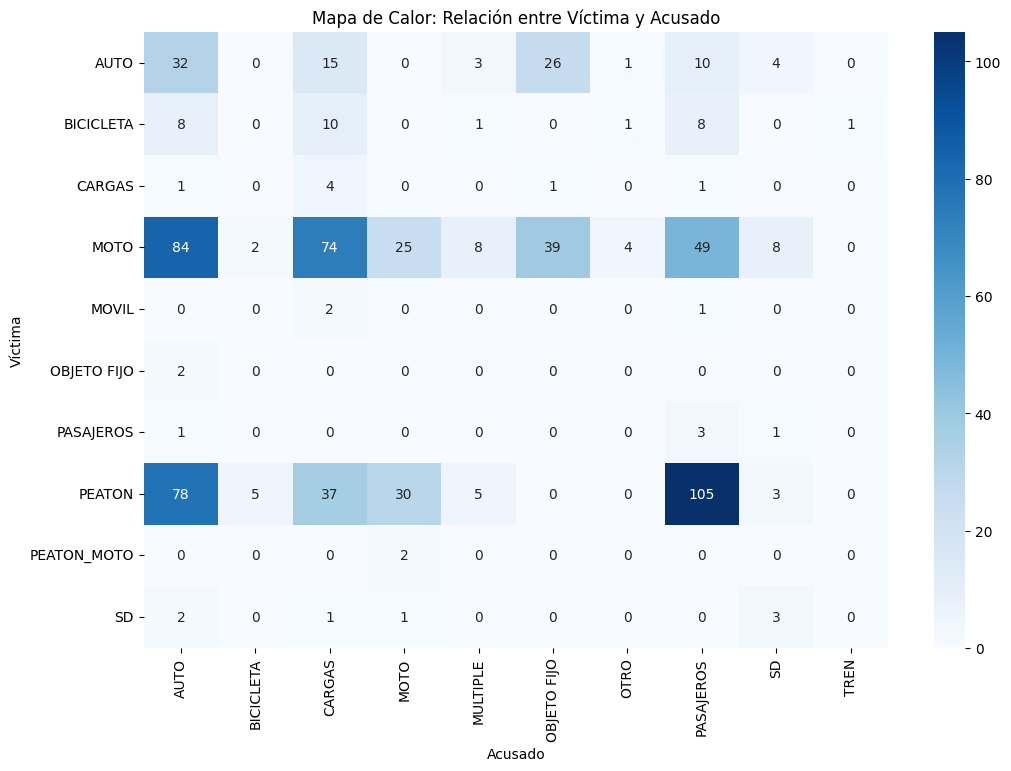 Mapa de Calor: Relación entre Víctima y Acusado
AUTO 32 0 15 0 3 26 1 10 4 0
BICICLETA 8 0 10 0 1 0 1 8 0 1
CARGAS 1 0 4 0 0 1 0 1 0 0
MOTO 84 2 74 25 8 39 4 49 8 0
MOVIL 0 0 2 0 0 0 0 1 0 0
OBJETO FIJO 2 0 0 0 0 0 0 0 0 0
PASAJEROS 1 0 0 0 0 0 0 3 1 0
PEATON 78 5 37 30 5 0 0 105 3 0
PEATON_MOTO 0 0 0 2 0 0 0 0 0 0
SD 2 0 1 1 0 0 0 0 3 0
AUTO BICICLETA CARGAS MOTO MULTIPLE OBJETO FIJO OTRO PASAJEROS SD TREN
Acusado
Víctima
100
80
60
40
20
0